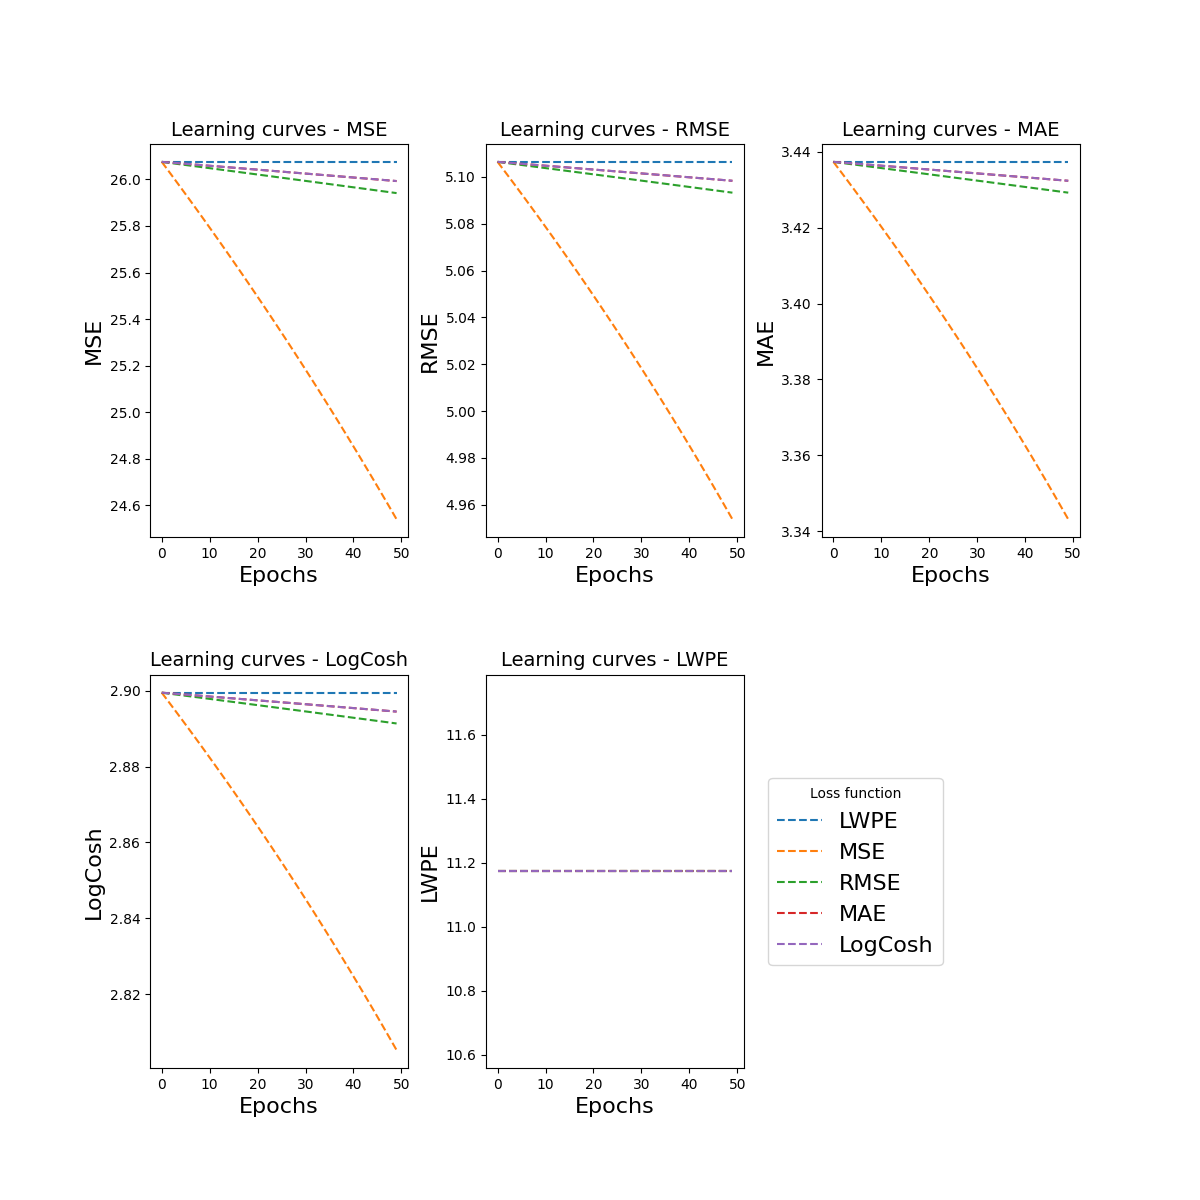 Learning curves - MSE
26.0
25.8
25.6
25.4
25.2
25.0
24.8
24.6
MSE
0 10 20 30 40 50
Epochs
Learning curves - RMSE
5.10
5.08
5.06
5.04
5.02
5.00
4.98
4.96
RMSE
0 10 20 30 40 50
Epochs
Learning curves - MAE
3.44
3.42
3.40
3.38
3.36
3.34
MAE
0 10 20 30 40 50
Epochs
Learning curves - LogCosh
2.90
2.88
2.86
2.84
2.82
LogCosh
0 10 20 30 40 50
Epochs
Learning curves - LWPE
11.6
11.4
11.2
11.0
10.8
10.6
LWPE
0 10 20 30 40 50
Epochs
Loss function
LWPE
MSE
RMSE
MAE
LogCosh